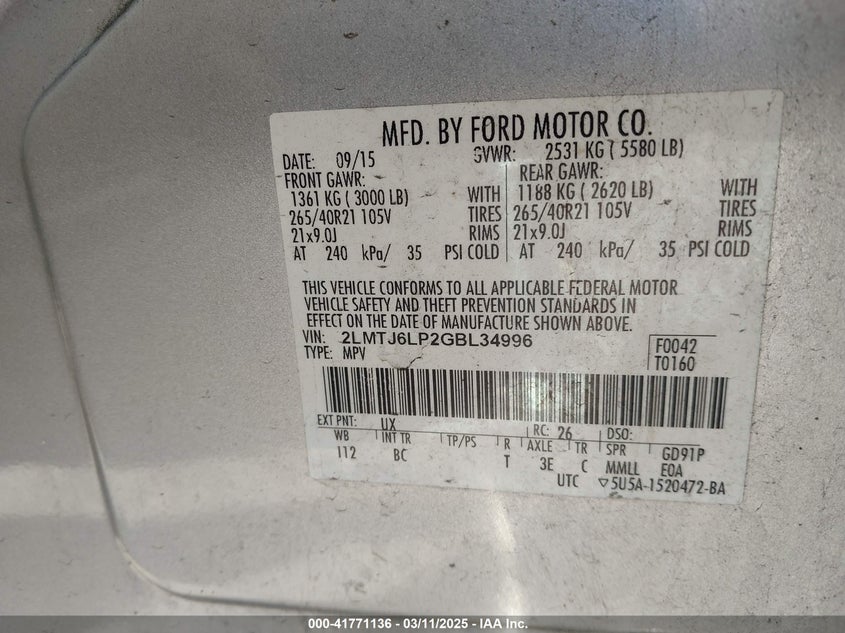 MFD. BY FORD MOTOR CO.
DATE: 09/15 GVWR: 2531 KG ( 5580 LB)
FRONT GAWR: REAR GAWR:
1361 KG ( 3000 LB) WITH 1188 KG ( 2620 LB) WITH
265/40R21 105V TIRES 265/40R21 105V TIRES
21x9.0J RIMS 21x9.0J RIMS
AT 240 kPa/ 35 PSI COLD AT 240 kPa/ 35 PSI COLD
THIS VEHICLE CONFORMS TO ALL APPLICABLE FEDERAL MOTOR
VEHICLE SAFETY AND THEFT PREVENTION STANDARDS IN
EFFECT ON THE DATE OF MANUFACTURE SHOWN ABOVE.
VIN: 2LMTJ6LP2GBL34996 F0042
TYPE: MPV T0160
EXT PNT: UX RC: 26 DSO:
WB INT TR TP/PS R AXLE TR SPR GD91P
112 BC T 3E C MMLL EOA
UTC ▽5U5A-1520472-BA
000-41771136 - 03/11/2025 - IAA Inc.